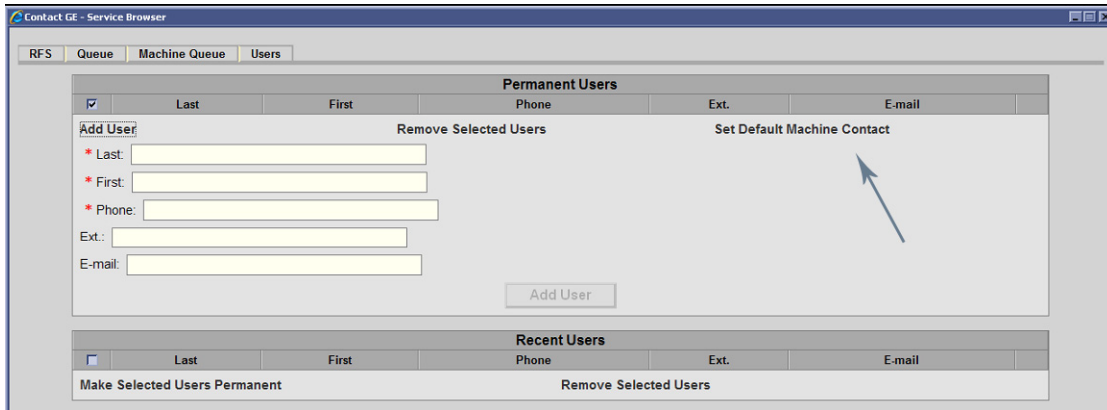 Contact GE - Service Browser
RFS Queue Machine Queue Users
Permanent Users
Last First Phone Ext. E-mail
Add User Remove Selected Users Set Default Machine Contact
* Last:
* First:
* Phone:
Ext.:
E-mail:
Add User
Recent Users
Last First Phone Ext. E-mail
Make Selected Users Permanent Remove Selected Users